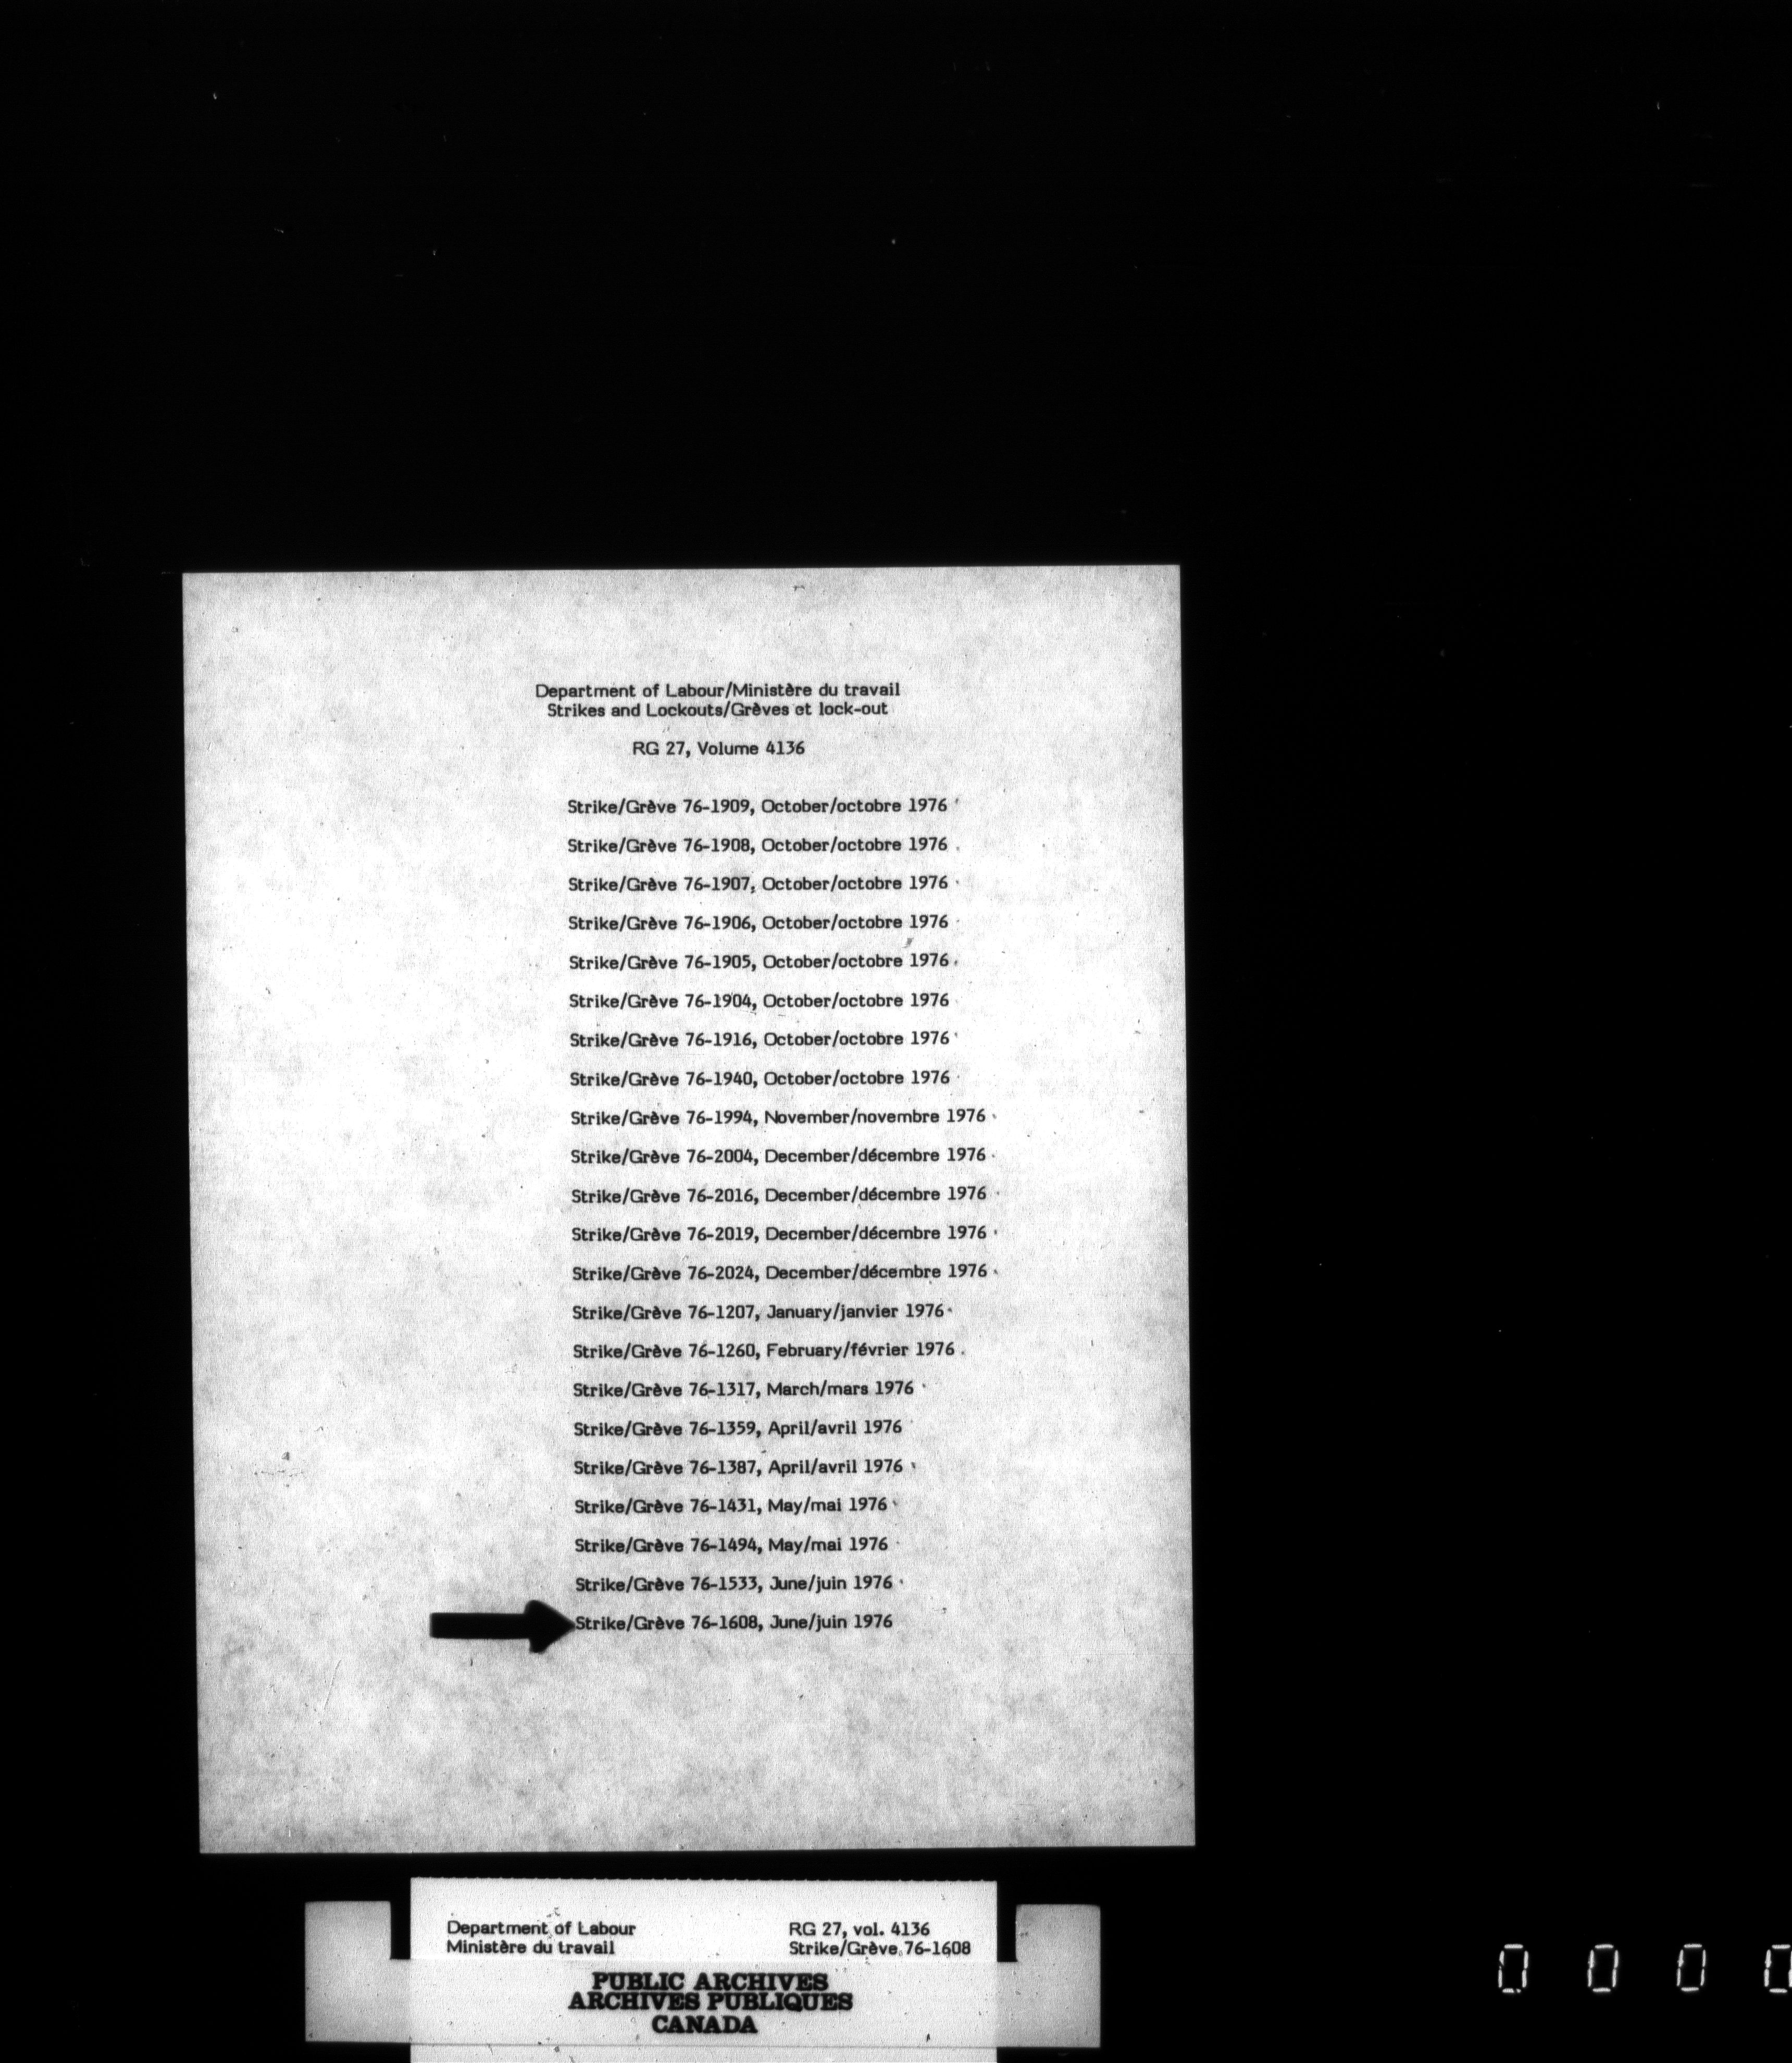 Department of Labour/Ministère du travail
Strikes and Lockouts/Grèves et lock-out
RG 27, Volume 4136
Strike/Grève 76-1909, October/octobre 1976
Strike/Grève 76-1908, October/octobre 1976
Strike/Grève 76-1907, October/octobre 1976
Strike/Grève 76-1906, October/octobre 1976
Strike/Grève 76-1905, October/octobre 1976
Strike/Grève 76-1904, October/octobre 1976
Strike/Grève 76-1916, October/octobre 1976
Strike/Grève 76-1940, October/octobre 1976
Strike/Grève 76-1994, November/novembre 1976
Strike/Grève 76-2004, December/décembre 1976
Strike/Grève 76-2016, December/décembre 1976
Strike/Grève 76-2019, December/décembre 1976
Strike/Grève 76-2024, December/décembre 1976
Strike/Grève 76-1207, January/janvier 1976
Strike/Grève 76-1260, February/février 1976
Strike/Grève 76-1317, March/mars 1976
Strike/Grève 76-1359, April/avril 1976
Strike/Grève 76-1387, April/avril 1976
Strike/Grève 76-1431, May/mai 1976
Strike/Grève 76-1494, May/mai 1976
Strike/Grève 76-1533, June/juin 1976
Strike/Grève 76-1608, June/juin 1976
Department of Labour RG 27, vol. 4136
Ministère du travail Strike/Grève 76-1608
PUBLIC ARCHIVES
ARCHIVES PUBLIQUES
CANADA
0 0 0 0